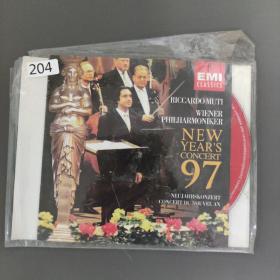 204
EMI
CLASSICS
RICCARDO MUTI
WIENER
PHILHARMONIKER
NEW
YEAR'S
CONCERT
97
NEUJAHRSKONZERT
CONCERT DU NOUVEL AN